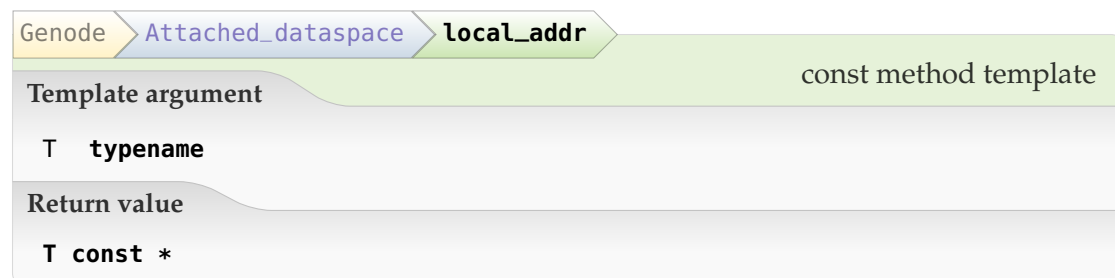 Genode Attached_dataspace local_addr
const method template
Template argument
T typename
Return value
T const *